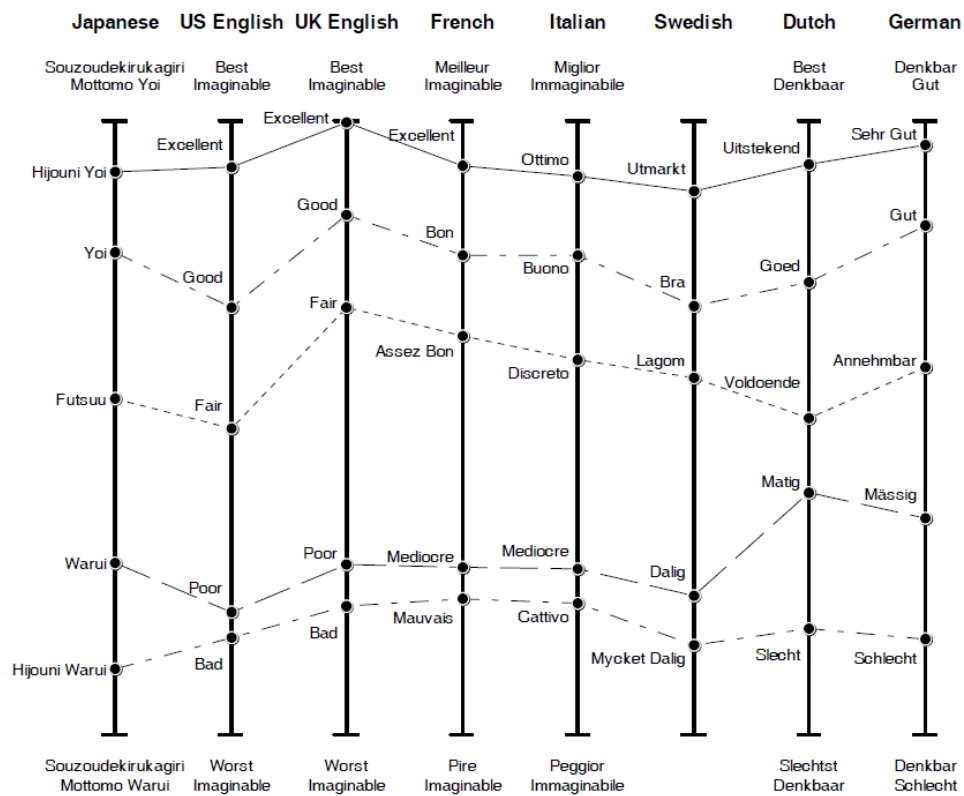 Japanese US English UK English French Italian Swedish Dutch German
Souzoudekirukagiri Best Best Meilleur Miglior Best Denkbar
Mottomo Yoi Imaginable Imaginable Imaginable Immaginabile Denkbaar Gut
Excellent
Excellent Excellent Sehr Gut
Ottimo Uitstekend
Hijouni Yoi Utmarkt
Good Gut
Bon
Yoi Good Buono Bra Goed
Fair
Assez Bon Lagom Annehmbar
Discreto Voldoende
Futsuu Fair
Matig Mässig
Poor Mediocre Mediocre
Warui Poor Dalig
Bad Mauvais Gattivo
Hijouni Warui Bad Mycket Dalig Slecht Schlecht
Souzoudekirukagiri Worst Worst Pire Peggior Slechtst Denkbar
Mottomo Warui Imaginable Imaginable Imaginable Immaginabile Denkbaar Schlecht